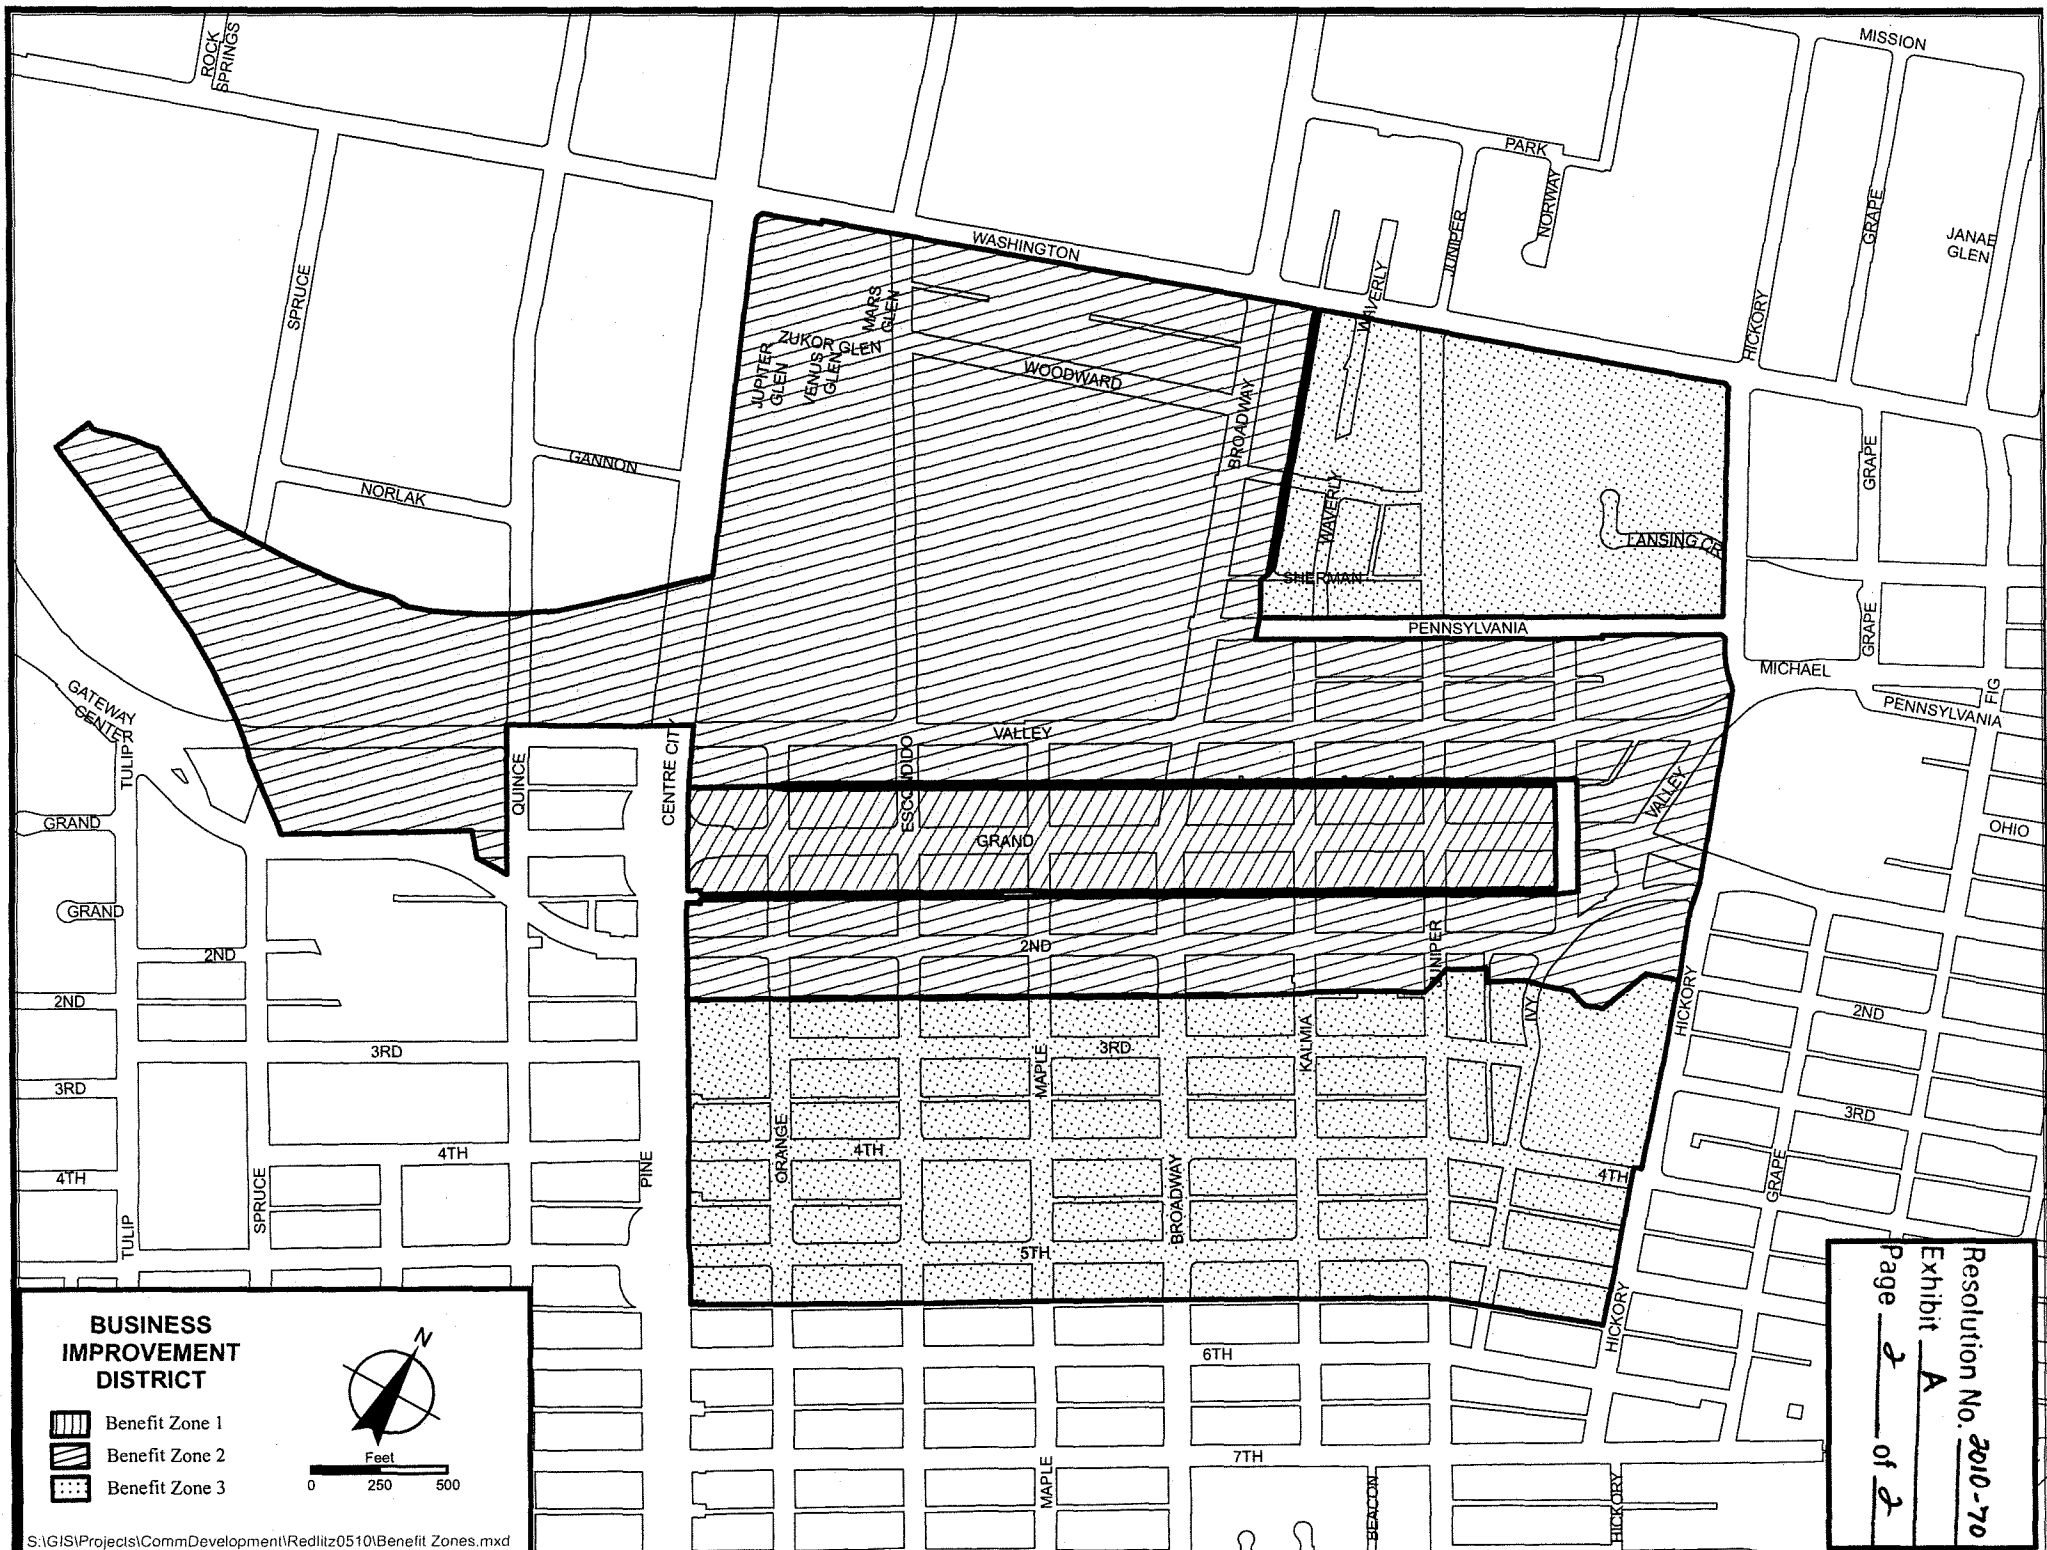 ROCK
SPRINGS
MISSION
PARK
NORWAY
JUNIPER
GRAPE
JANAE
GLEN
WASHINGTON
WAVERLY
HICKORY
SPRUCE
MARS
GLEN
ZUKOR GLEN
JUPITER
GLEN
VENUS
GLEN
WOODWARD
BROADWAY
GANNON
NORLAK
GRAPE
WAVERLY
LANSING CR
SHERMAN
PENNSYLVANIA
GRAPE
MICHAEL
FIG
PENNSYLVANIA
GATEWAY
CENTER
TULIP
VALLEY
CENTRE CITY
QUINCE
ESCONDIDO
VALLEY
GRAND
GRAND
OHIO
GRAND
2ND
JUNIPER
2ND
2ND
HICKORY
IVY
2ND
3RD
3RD
MAPLE
KALMIA
3RD
3RD
ORANGE
4TH
4TH
4TH
PINE
BROADWAY
4TH
GRAPE
SPRUCE
TULIP
5TH
HICKORY
6TH
7TH
MAPLE
BEACON
HICKORY
BUSINESS
IMPROVEMENT
DISTRICT
N
Benefit Zone 1
Benefit Zone 2
Benefit Zone 3
Feet
0 250 500
S:\GIS\Projects\CommDevelopment\Redlitz0510\Benefit Zones.mxd
Resolution No. 2010-70
Exhibit A
Page 2 of 2